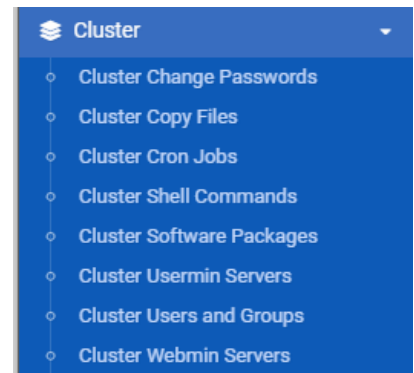 Cluster
Cluster Change Passwords
Cluster Copy Files
Cluster Cron Jobs
Cluster Shell Commands
Cluster Software Packages
Cluster Usermin Servers
Cluster Users and Groups
Cluster Webmin Servers